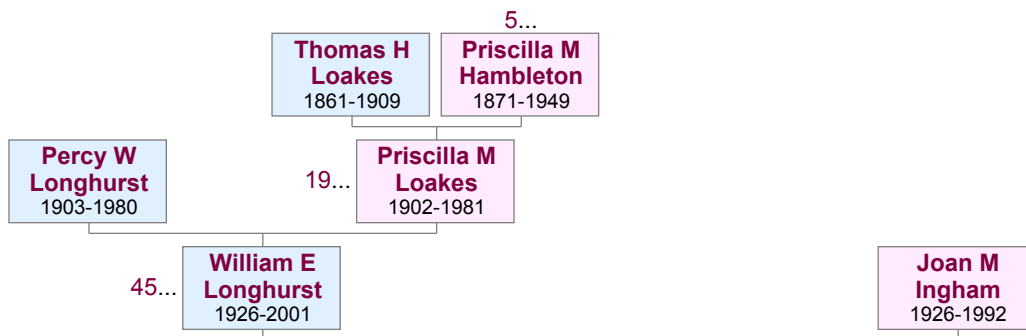 5...
Thomas H
Loakes
1861-1909
Priscilla M
Hambleton
1871-1949
Percy W
Longhurst
1903-1980
19...
Priscilla M
Loakes
1902-1981
45...
William E
Longhurst
1926-2001
Joan M
Ingham
1926-1992